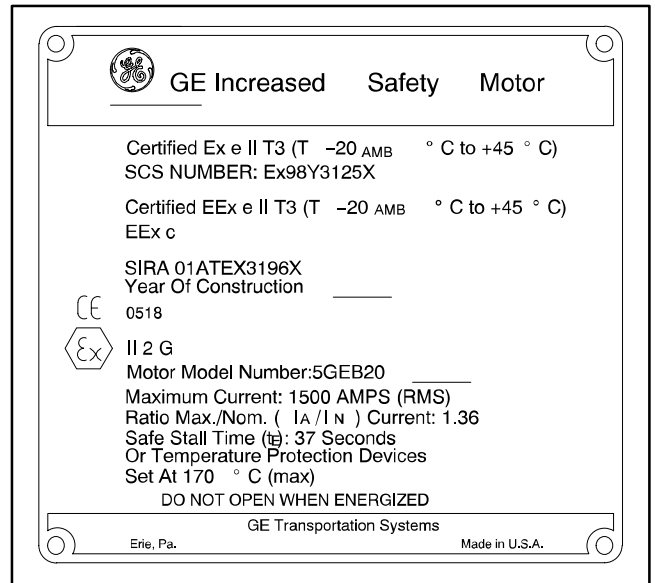 GE
GE Increased Safety Motor
Certified Ex e II T3 (T -20 AMB ° C to +45 ° C)
SCS NUMBER: Ex98Y3125X
Certified EEx e II T3 (T -20 AMB ° C to +45 ° C)
EEx c
SIRA 01ATEX3196X
Year Of Construction
CE 0518
Ex II 2 G
Motor Model Number:5GEB20
Maximum Current: 1500 AMPS (RMS)
Ratio Max./Nom. ( IA/IN ) Current: 1.36
Safe Stall Time (tE): 37 Seconds
Or Temperature Protection Devices
Set At 170 ° C (max)
DO NOT OPEN WHEN ENERGIZED
GE Transportation Systems
Erie, Pa. Made in U.S.A.